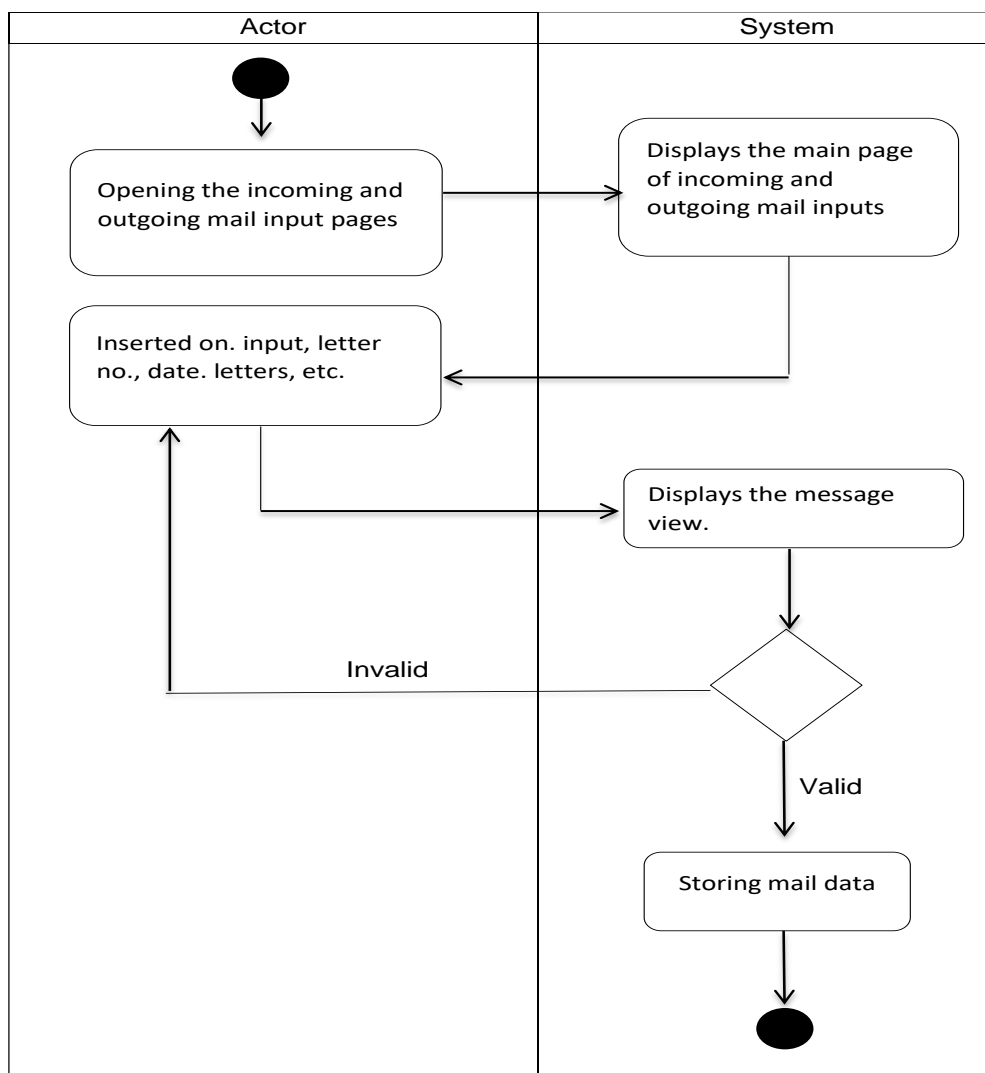 Actor
System
Opening the incoming and
outgoing mail input pages
Displays the main page
of incoming and
outgoing mail inputs
Inserted on. input, letter
no., date. letters, etc.
Displays the message
view.
Invalid
Valid
Storing mail data